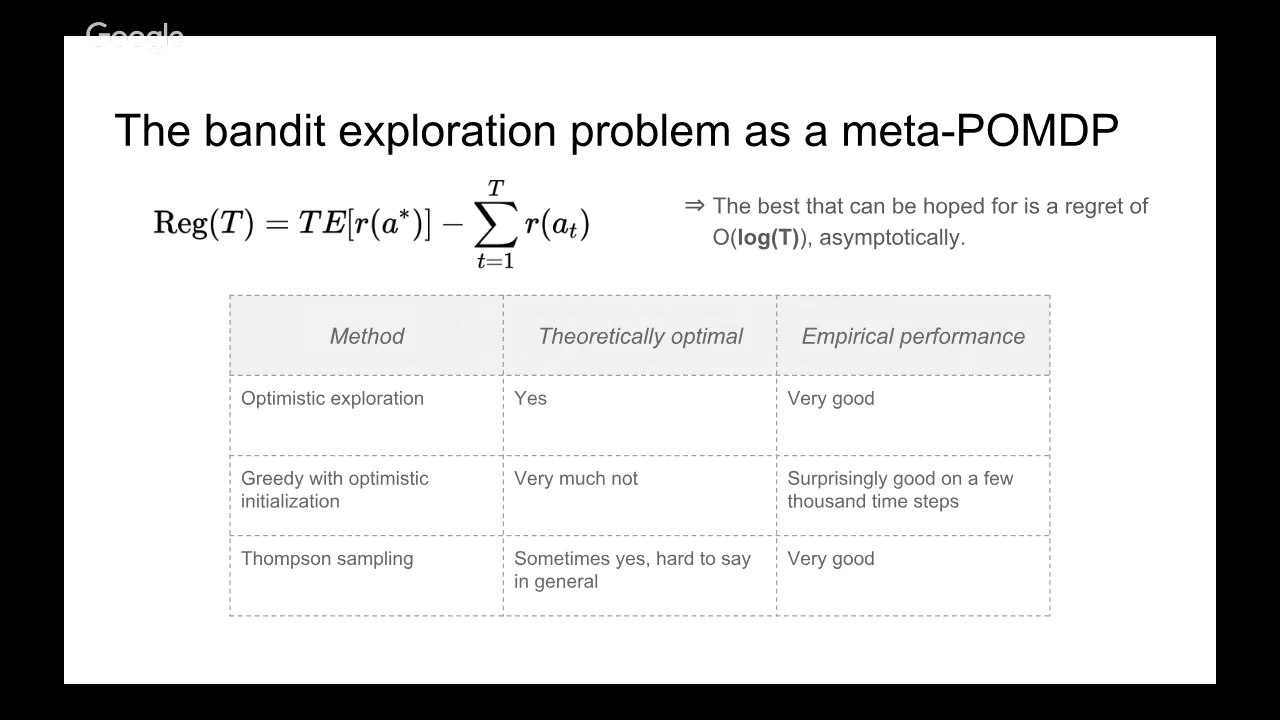 Google
The bandit exploration problem as a meta-POMDP
Reg(T) = TE[r(a*)] − ∑_{t=1}^{T} r(a_t)
⇒ The best that can be hoped for is a regret of
O(log(T)), asymptotically.
Method Theoretically optimal Empirical performance
Optimistic exploration Yes Very good
Greedy with optimistic Very much not Surprisingly good on a few
initialization thousand time steps
Thompson sampling Sometimes yes, hard to say Very good
in general